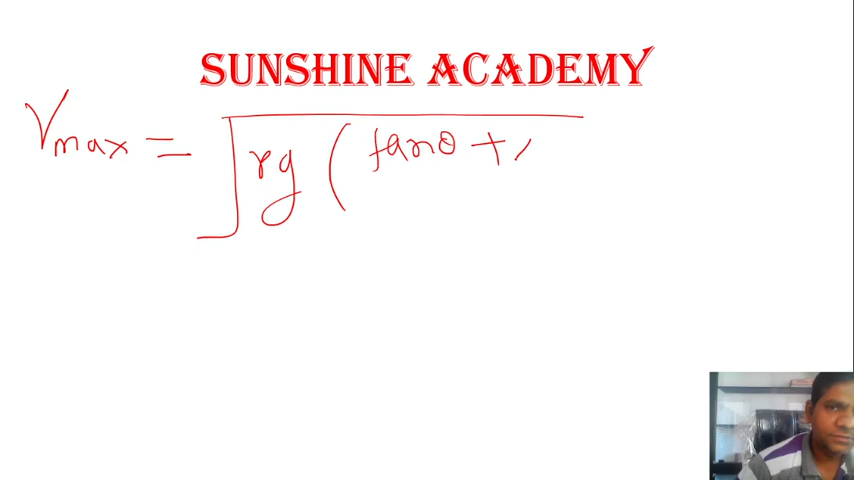 SUNSHINE ACADEMY
Vmax = √rg ( tanθ +